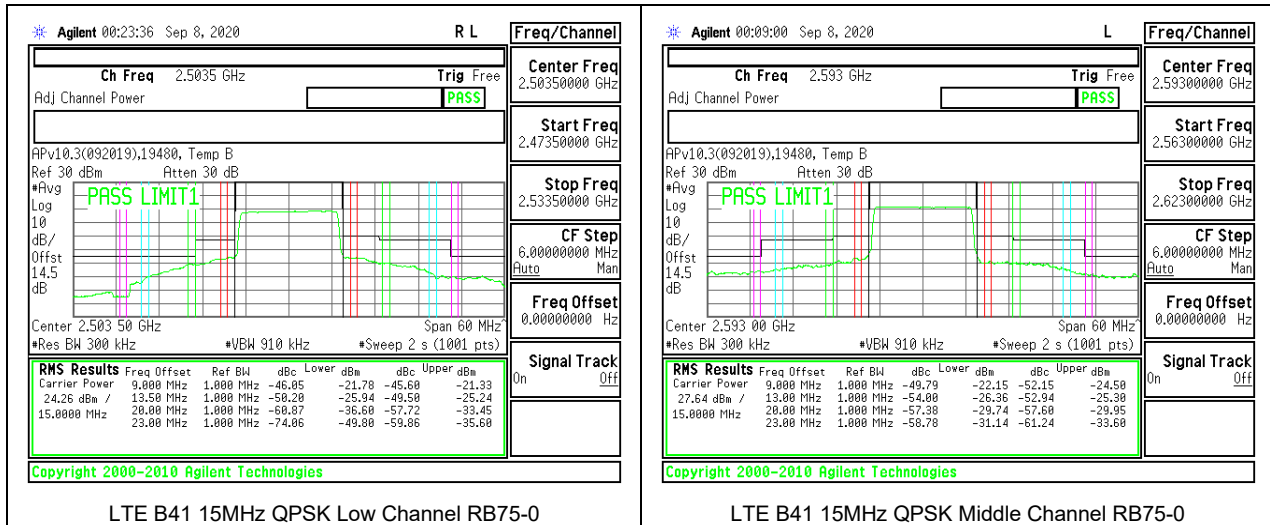 Agilent 00:23:36 Sep 8, 2020 R L
Freq/Channel
Ch Freq 2.5035 GHz Trig Free
Adj Channel Power PASS
Center Freq
2.50350000 GHz
Start Freq
2.47350000 GHz
Stop Freq
2.53350000 GHz
CF Step
6.00000000 MHz
Auto Man
Freq Offset
0.00000000 Hz
Signal Track
On Off
APv10.3(092019),19480, Temp B
Ref 30 dBm Atten 30 dB
#Avg
Log
10
dB/
Offst
14.5
dB
PASS LIMIT1
Center 2.503 50 GHz Span 60 MHz^
#Res BW 300 kHz #VBW 910 kHz #Sweep 2 s (1001 pts)
RMS Results Freq Offset Ref BW dBc Lower dBm dBc Upper dBm
Carrier Power 9.000 MHz 1.000 MHz -46.05 -21.78 -45.60 -21.33
24.26 dBm / 13.50 MHz 1.000 MHz -50.20 -25.94 -49.50 -25.24
15.0000 MHz 20.00 MHz 1.000 MHz -60.87 -36.60 -57.72 -33.45
23.00 MHz 1.000 MHz -74.06 -49.80 -59.86 -35.60
Copyright 2000-2010 Agilent Technologies
LTE B41 15MHz QPSK Low Channel RB75-0
Agilent 00:09:00 Sep 8, 2020 L
Freq/Channel
Ch Freq 2.593 GHz Trig Free
Adj Channel Power PASS
Center Freq
2.59300000 GHz
Start Freq
2.56300000 GHz
Stop Freq
2.62300000 GHz
CF Step
6.00000000 MHz
Auto Man
Freq Offset
0.00000000 Hz
Signal Track
On Off
APv10.3(092019),19480, Temp B
Ref 30 dBm Atten 30 dB
#Avg
Log
10
dB/
Offst
14.5
dB
PASS LIMIT1
Center 2.593 00 GHz Span 60 MHz^
#Res BW 300 kHz #VBW 910 kHz #Sweep 2 s (1001 pts)
RMS Results Freq Offset Ref BW dBc Lower dBm dBc Upper dBm
Carrier Power 9.000 MHz 1.000 MHz -49.79 -22.15 -52.15 -24.50
27.64 dBm / 13.00 MHz 1.000 MHz -54.00 -26.36 -52.94 -25.30
15.0000 MHz 20.00 MHz 1.000 MHz -57.38 -29.74 -57.60 -29.95
23.00 MHz 1.000 MHz -58.78 -31.14 -61.24 -33.60
Copyright 2000-2010 Agilent Technologies
LTE B41 15MHz QPSK Middle Channel RB75-0